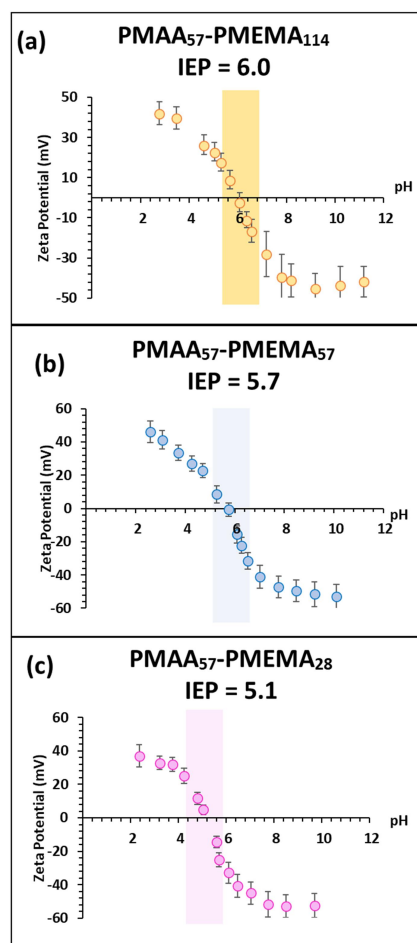 (a)
PMAA₅₇-PMEMA₁₁₄
IEP = 6.0
Zeta Potential (mV)
50
30
10
-10
-30
-50
2
4
6
8
10
12
pH
(b)
PMAA₅₇-PMEMA₅₇
IEP = 5.7
Zeta Potential (mV)
60
40
20
0
-20
-40
-60
0
2
4
6
8
10
12
pH
(c)
PMAA₅₇-PMEMA₂₈
IEP = 5.1
Zeta Potential (mV)
60
40
20
0
-20
-40
-60
2
4
6
8
10
12
pH